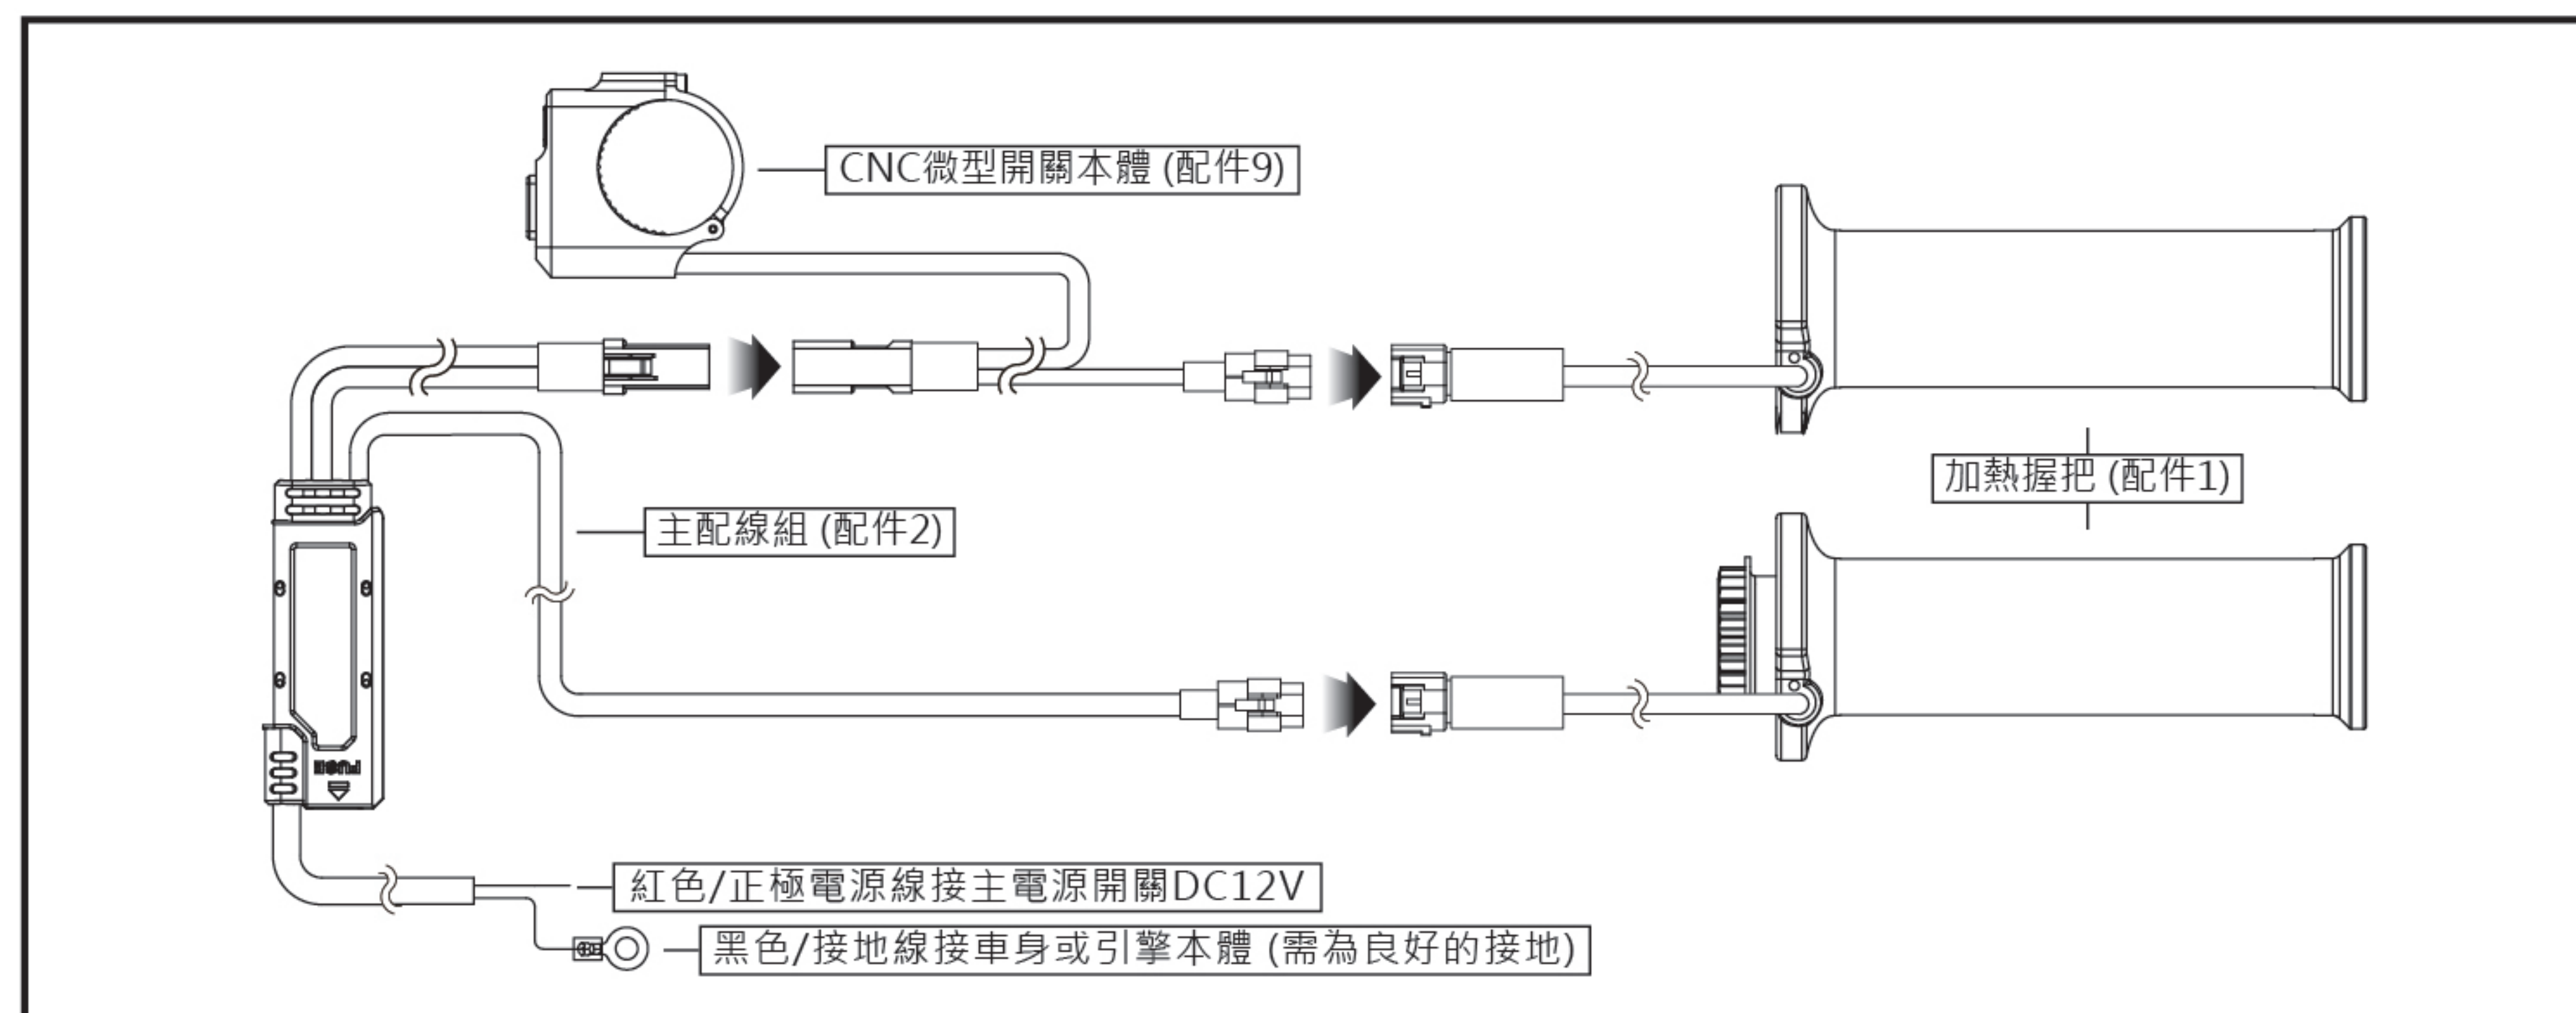 CNC微型開關本體 (配件9)
加熱握把 (配件1)
主配線組 (配件2)
FUSE
紅色/正極電源線接主電源開關DC12V
黑色/接地線接車身或引擎本體 (需為良好的接地)